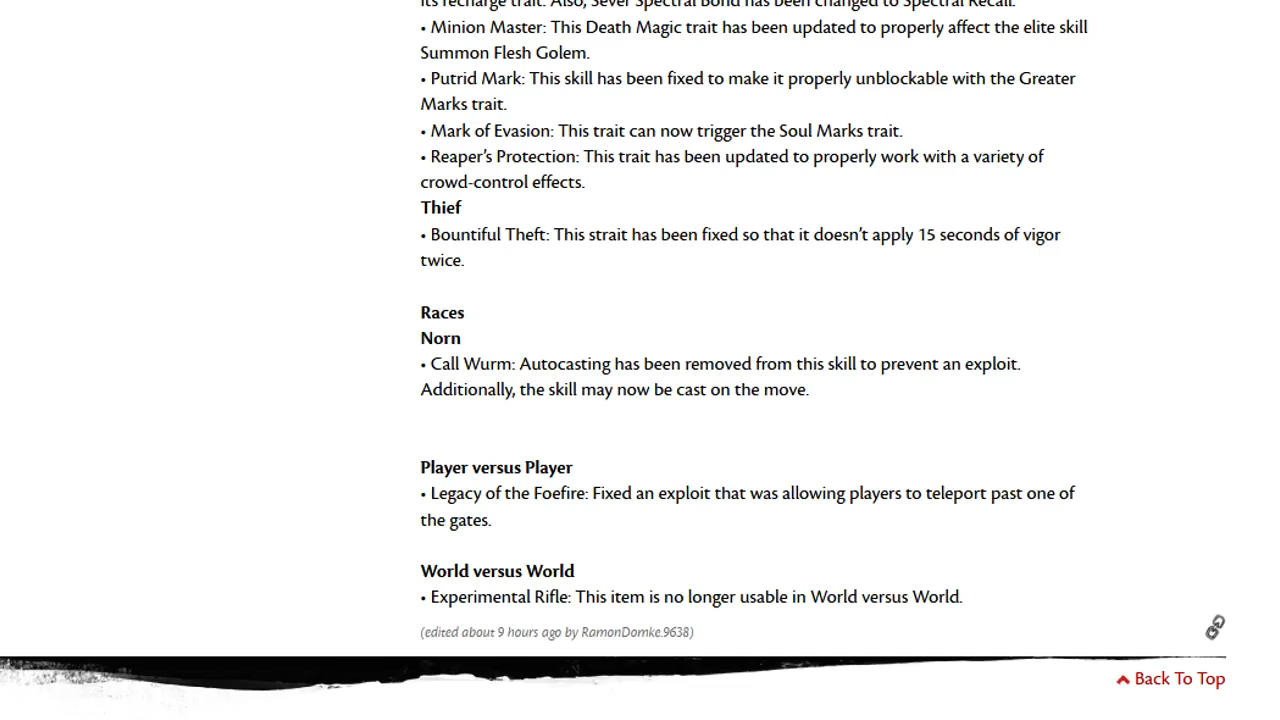 its recharge trait. Also, Sever Spectral Bond has been changed to Spectral Recall.
• Minion Master: This Death Magic trait has been updated to properly affect the elite skill
Summon Flesh Golem.
• Putrid Mark: This skill has been fixed to make it properly unblockable with the Greater
Marks trait.
• Mark of Evasion: This trait can now trigger the Soul Marks trait.
• Reaper’s Protection: This trait has been updated to properly work with a variety of
crowd-control effects.
Thief
• Bountiful Theft: This strait has been fixed so that it doesn’t apply 15 seconds of vigor
twice.
Races
Norn
• Call Wurm: Autocasting has been removed from this skill to prevent an exploit.
Additionally, the skill may now be cast on the move.
Player versus Player
• Legacy of the Foefire: Fixed an exploit that was allowing players to teleport past one of
the gates.
World versus World
• Experimental Rifle: This item is no longer usable in World versus World.
(edited about 9 hours ago by RamonDomke.9638)
Back To Top